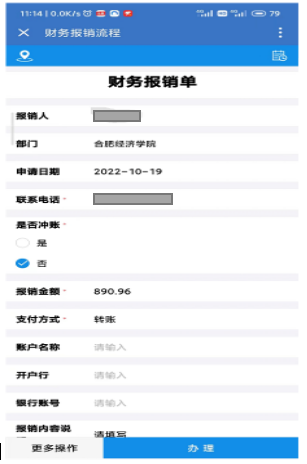 11:14 | 0.0K/s 79
财务报销流程
财务报销单
报销人
部门 合肥经济学院
申请日期 2022-10-19
联系电话 *
是否冲账 *
是
否
报销金额 * 890.96
支付方式 * 转账
账户名称 请输入
开户行 请输入
银行账号 请输入
报销内容说 请填写
更多操作 办理